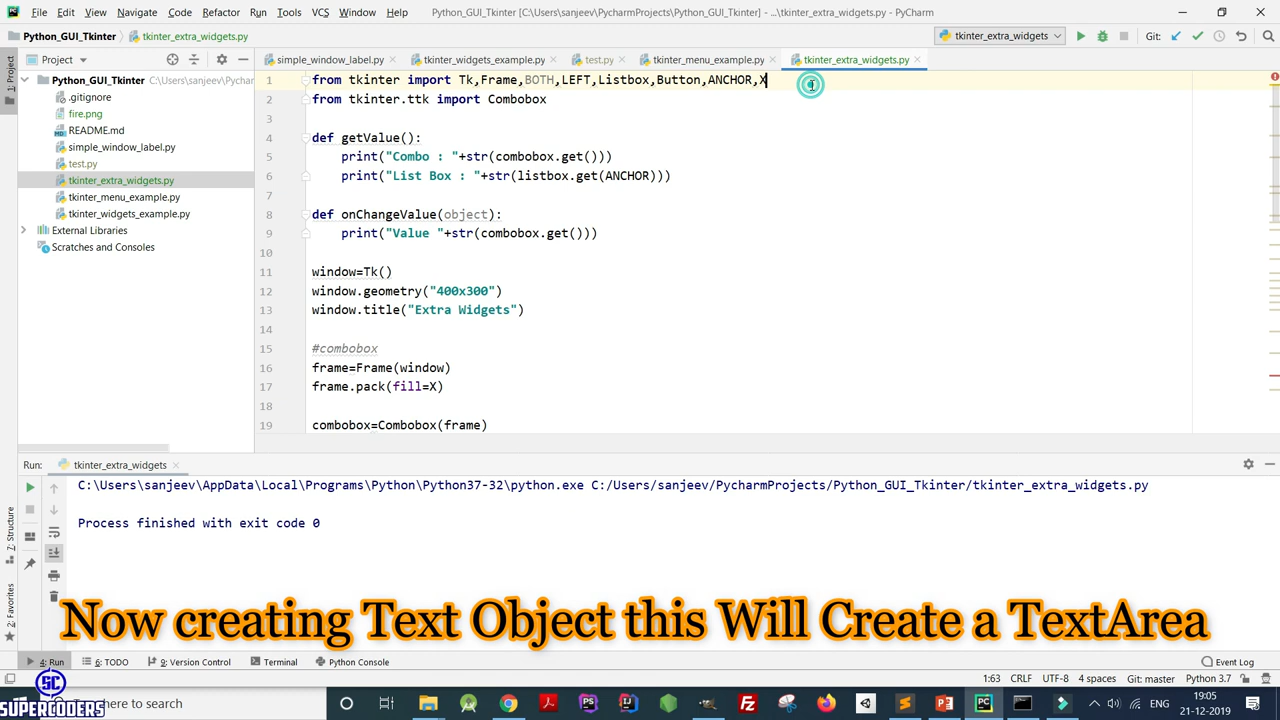 File Edit View Navigate Code Refactor Run Tools VCS Window Help Python_GUI_Tkinter [C:\Users\sanjeev\PycharmProjects\Python_GUI_Tkinter] - ...\tkinter_extra_widgets.py - PyCharm
Python_GUI_Tkinter tkinter_extra_widgets.py tkinter_extra_widgets Git:
1: Project
Project simple_window_label.py tkinter_widgets_example.py test.py tkinter_menu_example.py tkinter_extra_widgets.py
Python_GUI_Tkinter
.gitignore
fire.png
README.md
simple_window_label.py
test.py
tkinter_extra_widgets.py
tkinter_menu_example.py
tkinter_widgets_example.py
External Libraries
Scratches and Consoles
1 from tkinter import Tk,Frame,BOTH,LEFT,Listbox,Button,ANCHOR,X
2 from tkinter.ttk import Combobox
3
4 def getValue():
5 print("Combo : "+str(combobox.get()))
6 print("List Box : "+str(listbox.get(ANCHOR)))
7
8 def onChangeValue(object):
9 print("Value "+str(combobox.get()))
10
11 window=Tk()
12 window.geometry("400x300")
13 window.title("Extra Widgets")
14
15 #combobox
16 frame=Frame(window)
17 frame.pack(fill=X)
18
19 combobox=Combobox(frame)
Run: tkinter_extra_widgets
C:\Users\sanjeev\AppData\Local\Programs\Python\Python37-32\python.exe C:/Users/sanjeev/PycharmProjects/Python_GUI_Tkinter/tkinter_extra_widgets.py
Process finished with exit code 0
7: Structure
2: Favorites
Now creating Text Object this Will Create a TextArea
4: Run 6: TODO 9: Version Control Terminal Python Console Event Log
1:63 CRLF UTF-8 4 spaces Git: master Python 3.7
SC
SUPERCODERS
here to search
ENG 19:05
21-12-2019